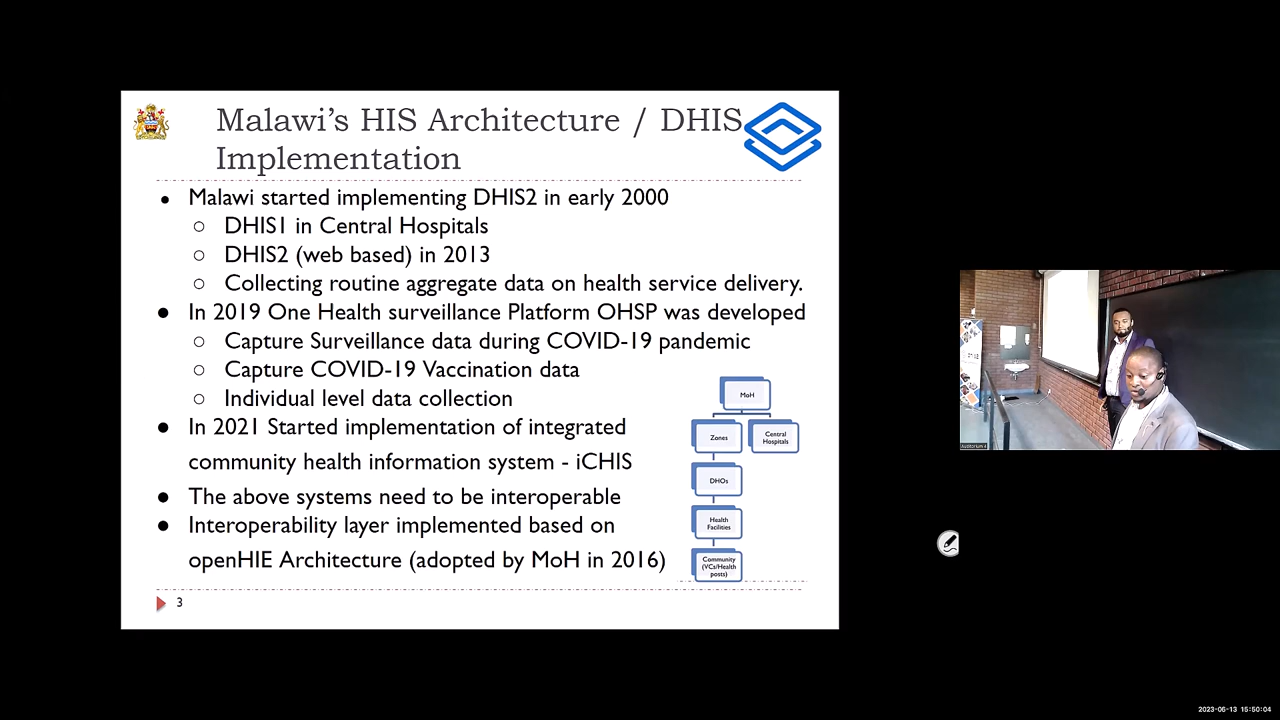 Malawi's HIS Architecture / DHIS
Implementation
● Malawi started implementing DHIS2 in early 2000
○ DHIS1 in Central Hospitals
○ DHIS2 (web based) in 2013
○ Collecting routine aggregate data on health service delivery.
● In 2019 One Health surveillance Platform OHSP was developed
○ Capture Surveillance data during COVID-19 pandemic
○ Capture COVID-19 Vaccination data
○ Individual level data collection
● In 2021 Started implementation of integrated
community health information system - iCHIS
● The above systems need to be interoperable
● Interoperability layer implemented based on
openHIE Architecture (adopted by MoH in 2016)
MoH
Zones
Central
Hospitals
DHOs
Health
Facilities
Community
(VCs/Health
posts)
3
Auditorium 4
2023-06-13 15:50:04